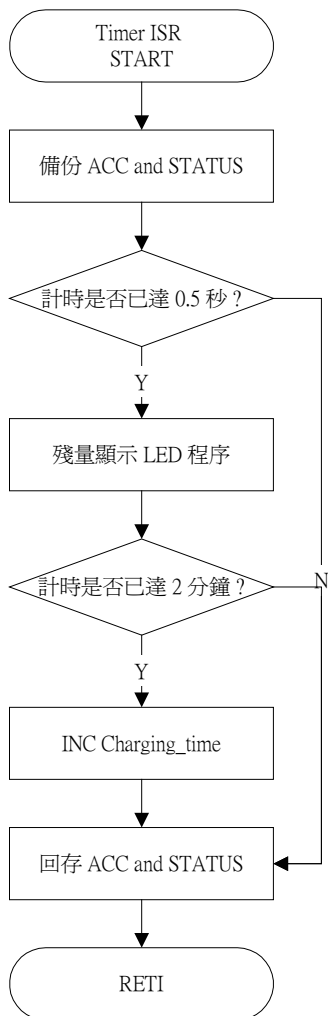 Timer ISR
START
備份 ACC and STATUS
計時是否已達 0.5 秒？
Y
殘量顯示 LED 程序
計時是否已達 2 分鐘？
N
Y
INC Charging_time
回存 ACC and STATUS
RETI